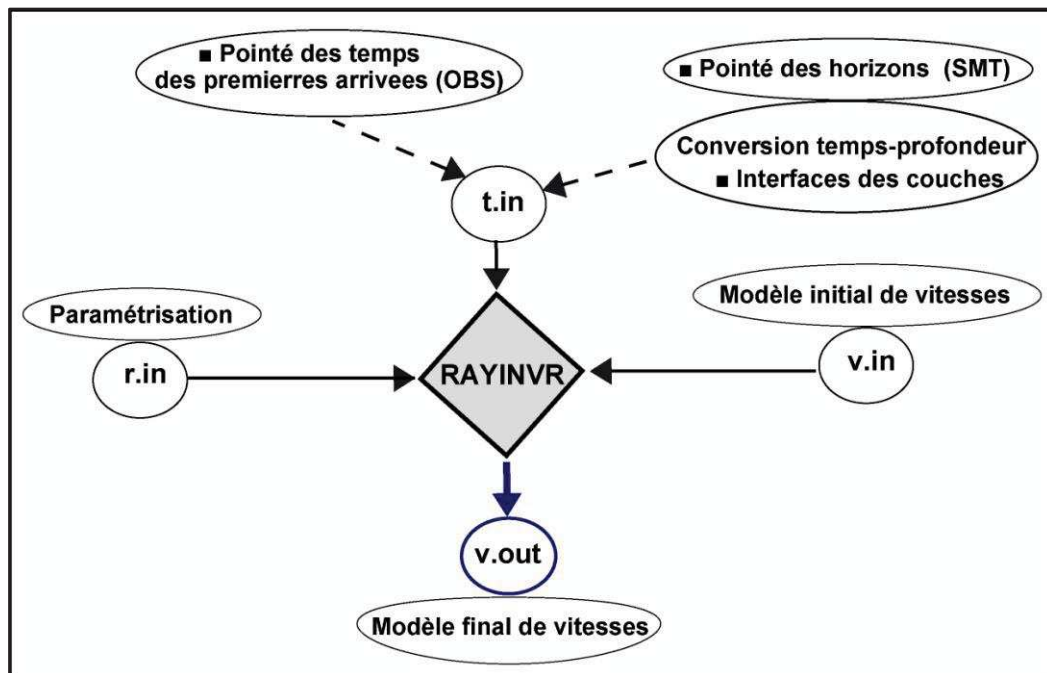 ■ Pointé des temps
des premierres arrivees (OBS)
■ Pointé des horizons (SMT)
Conversion temps-profondeur
■ Interfaces des couches
t.in
Paramétrisation
r.in
RAYINVR
Modèle initial de vitesses
v.in
v.out
Modèle final de vitesses